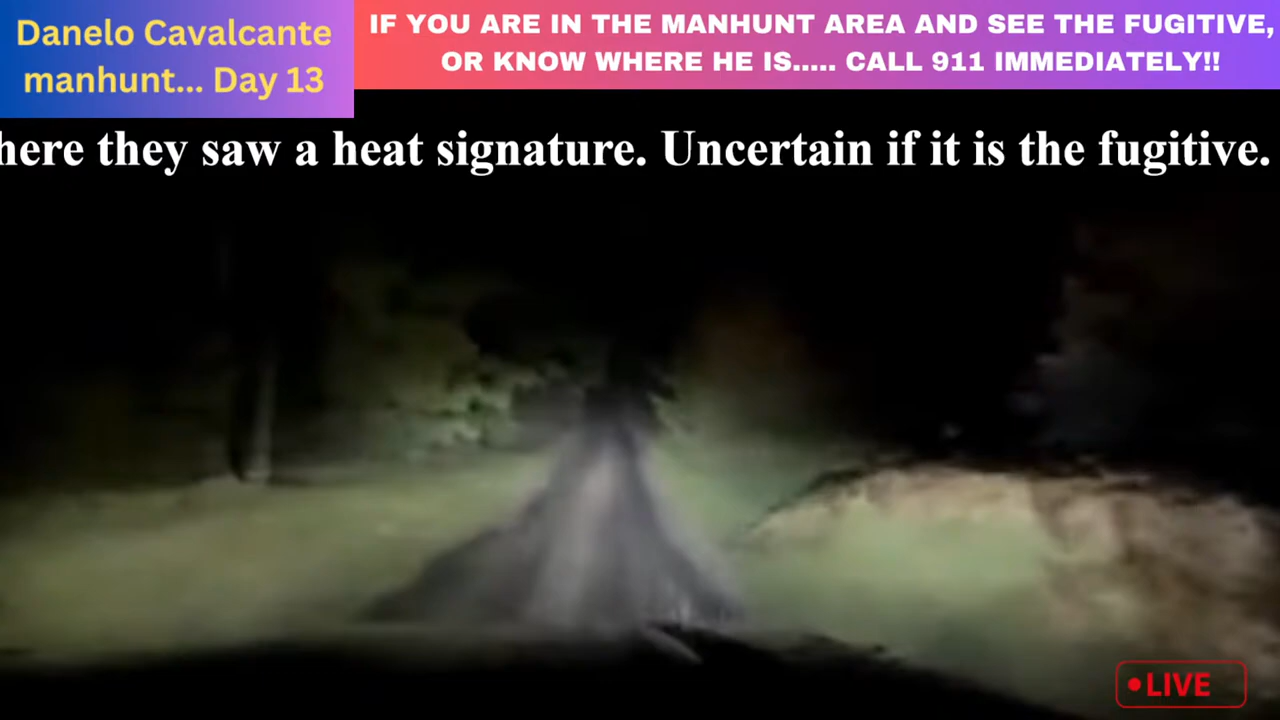 Danelo Cavalcante
manhunt... Day 13
IF YOU ARE IN THE MANHUNT AREA AND SEE THE FUGITIVE,
OR KNOW WHERE HE IS..... CALL 911 IMMEDIATELY!!
here they saw a heat signature. Uncertain if it is the fugitive.
LIVE